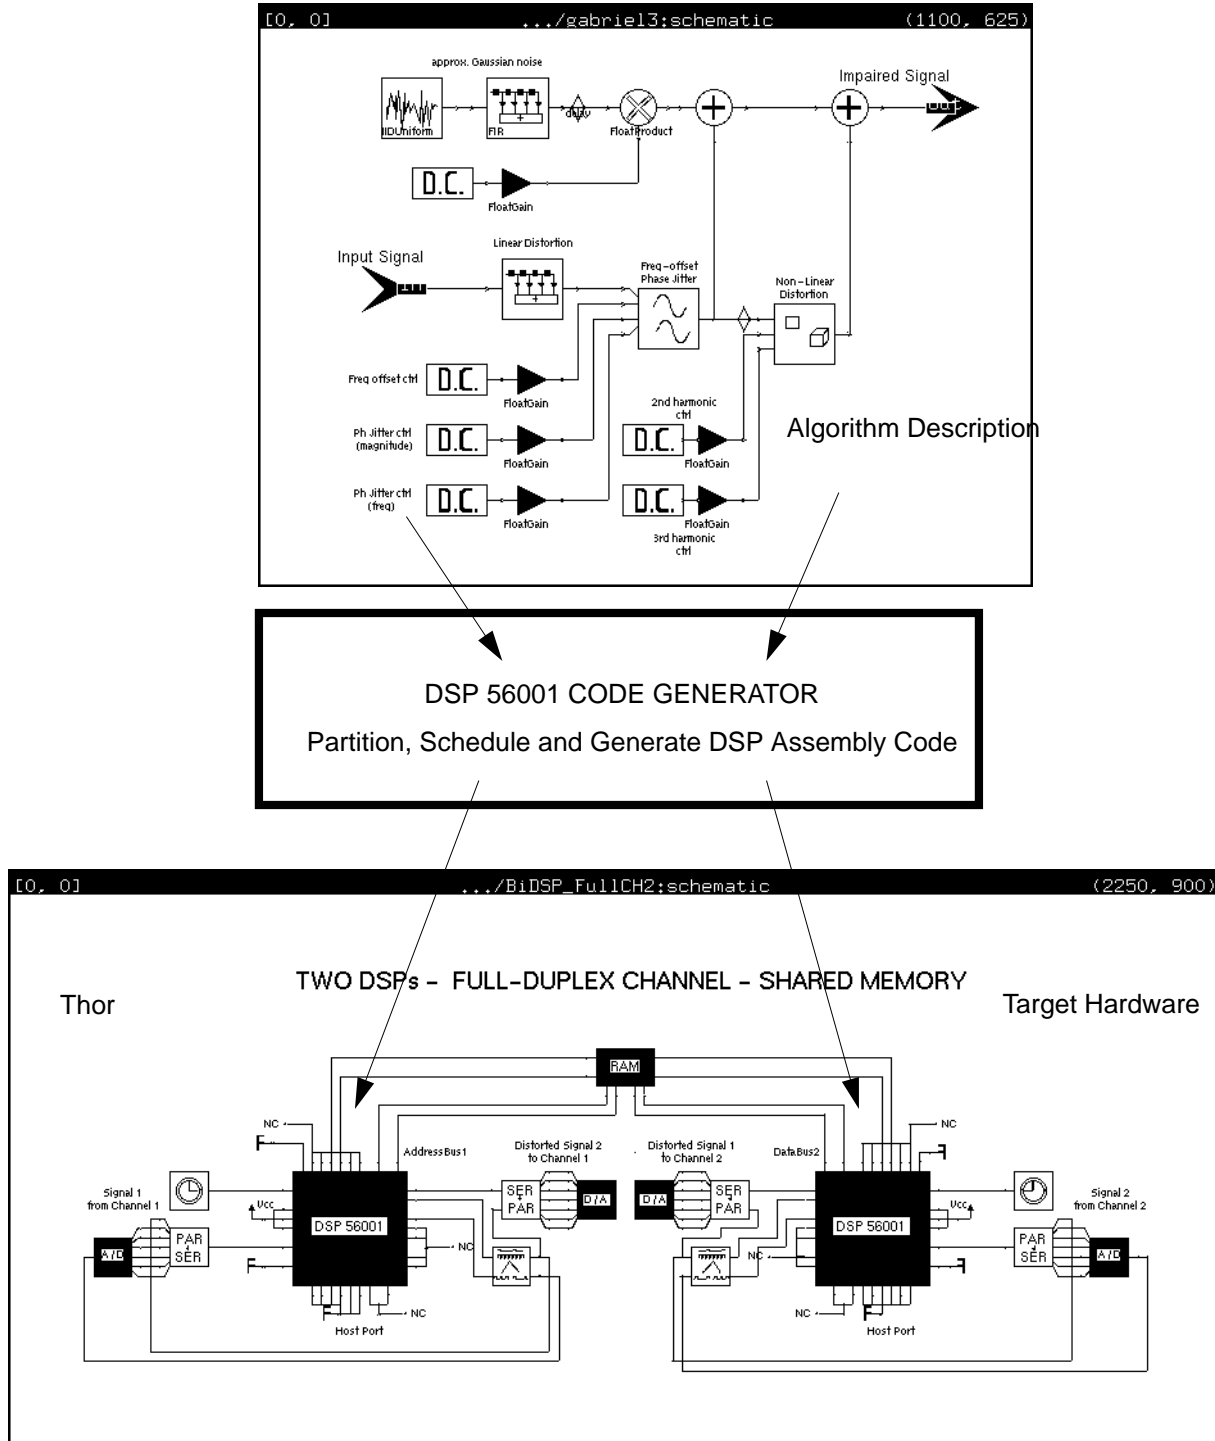 [0, 0] .../gabriel3:schematic (1100, 625)
approx. Gaussian noise
Impaired Signal
IIDUniform
FIR
delay
FloatProduct
OUT
D.C.
FloatGain
Linear Distortion
Input Signal
Freq-offset
Phase Jitter
Non-Linear
Distortion
Freq offset ctrl
D.C.
FloatGain
2nd harmonic
ctrl
Algorithm Description
Ph Jitter ctrl
(magnitude)
D.C.
FloatGain
D.C.
FloatGain
Ph Jitter ctrl
(freq)
D.C.
FloatGain
D.C.
FloatGain
3rd harmonic
ctrl
DSP 56001 CODE GENERATOR
Partition, Schedule and Generate DSP Assembly Code
[0, 0] .../BiDSP_FullCH2:schematic (2250, 900)
TWO DSPs - FULL-DUPLEX CHANNEL - SHARED MEMORY
Thor
Target Hardware
RAM
NC
NC
AddressBus1
Distorted Signal 2
to Channel 1
Distorted Signal 1
to Channel 2
DataBus2
Signal 1
from Channel 1
Vcc
DSP 56001
SER
PAR
D/A
D/A
SER
PAR
DSP 56001
Vcc
Signal 2
from Channel 2
A/D
PAR
SER
NC
NC
PAR
SER
A/D
NC
Host Port
NC
Host Port